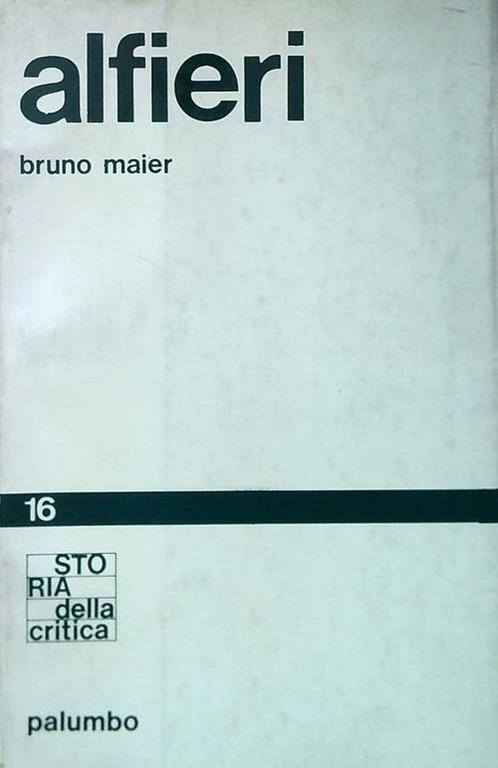 alfieri
bruno maier
16
STO
RIA
della
critica
palumbo